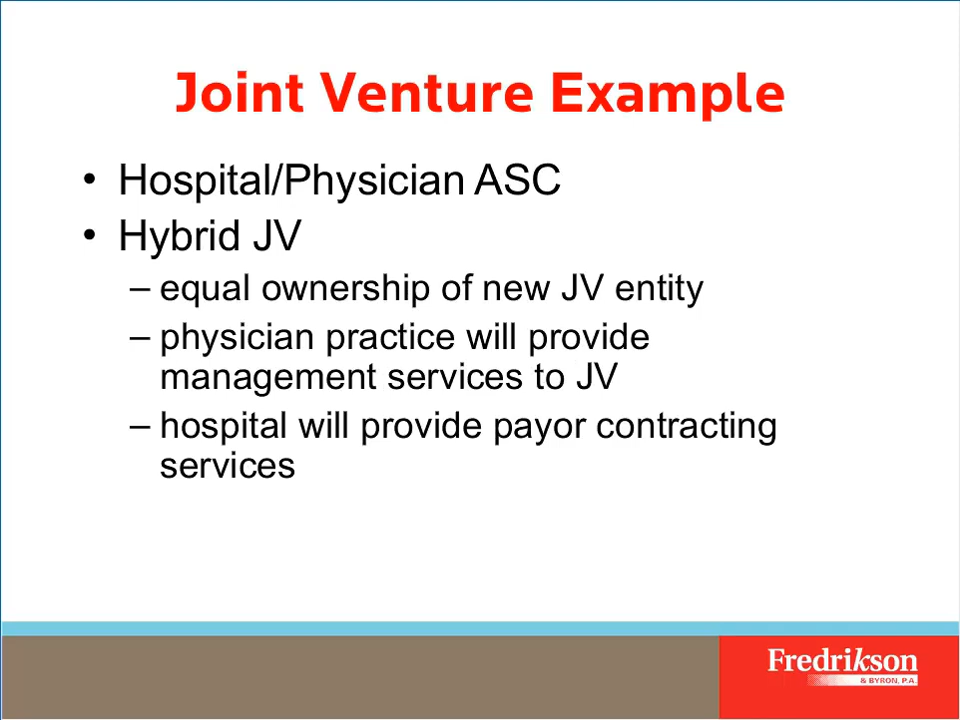 Joint Venture Example
• Hospital/Physician ASC
• Hybrid JV
– equal ownership of new JV entity
– physician practice will provide
management services to JV
– hospital will provide payor contracting
services
Fredrikson
& BYRON, P.A.